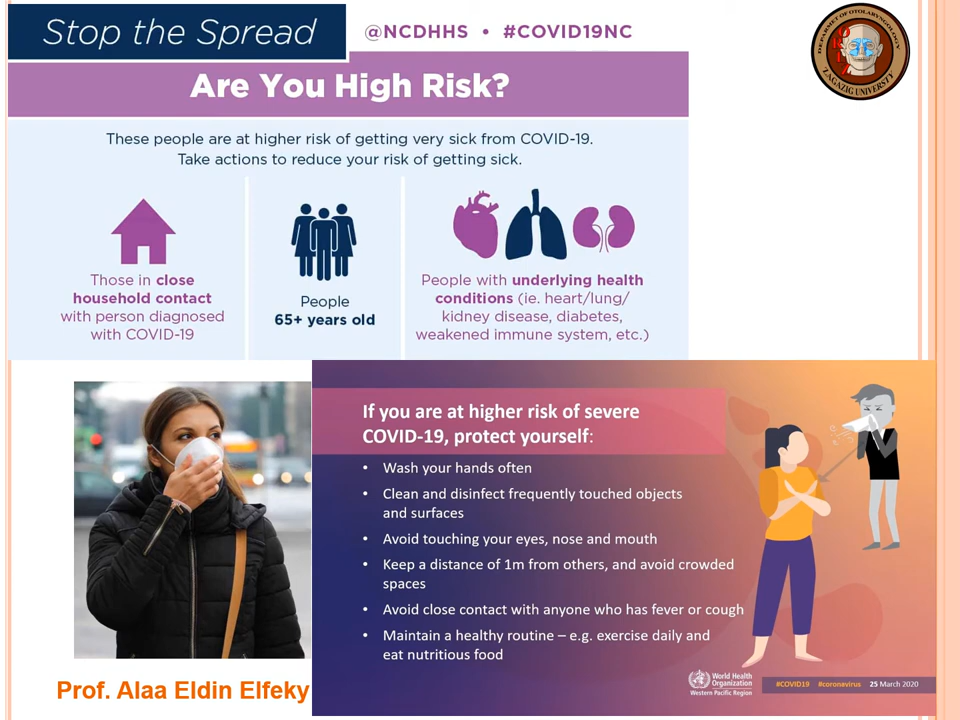 Stop the Spread
@NCDHHS • #COVID19NC
Are You High Risk?
These people are at higher risk of getting very sick from COVID-19.
Take actions to reduce your risk of getting sick.
Those in close
household contact
with person diagnosed
with COVID-19
People
65+ years old
People with underlying health
conditions (ie. heart/lung/
kidney disease, diabetes,
weakened immune system, etc.)
DEPARMET OF OTOLARYNGOLOGY
ORL
ZAGAZIG UNIVERSTY
If you are at higher risk of severe
COVID-19, protect yourself:
• Wash your hands often
• Clean and disinfect frequently touched objects
and surfaces
• Avoid touching your eyes, nose and mouth
• Keep a distance of 1m from others, and avoid crowded
spaces
• Avoid close contact with anyone who has fever or cough
• Maintain a healthy routine – e.g. exercise daily and
eat nutritious food
World Health
Organization
Western Pacific Region
#COVID19 #coronavirus 25 March 2020
Prof. Alaa Eldin Elfeky